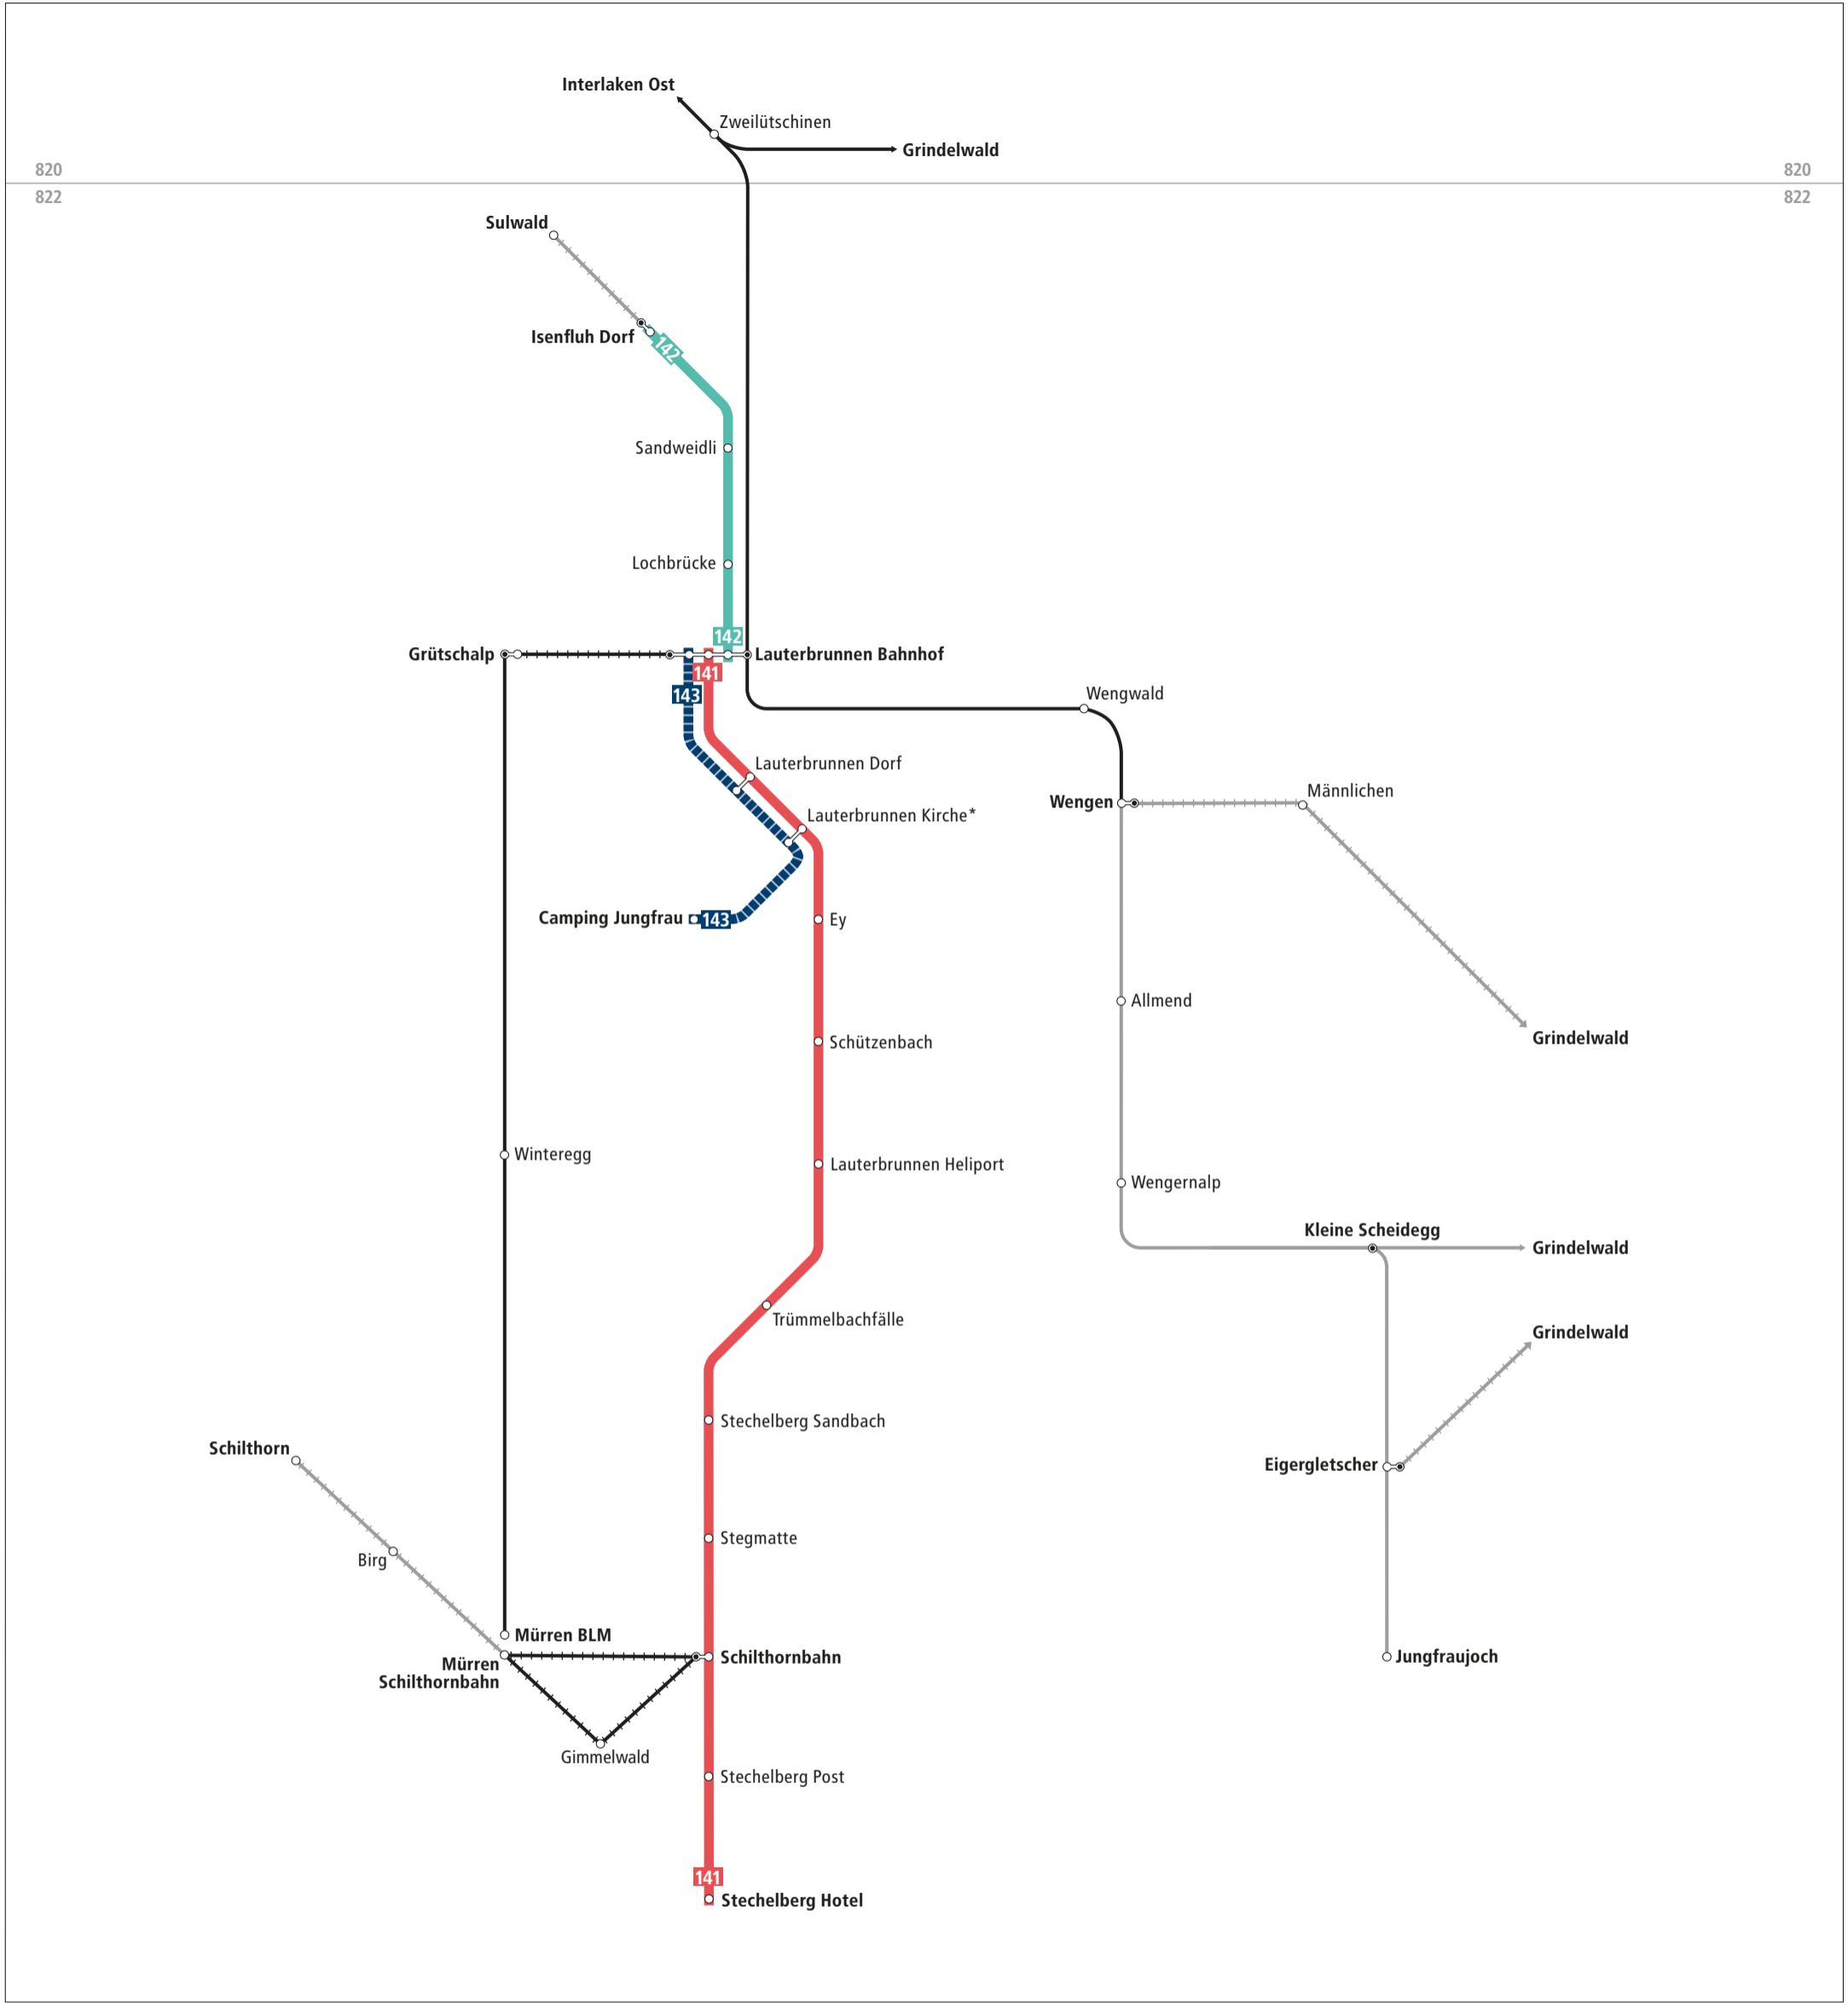 Interlaken Ost
Zweilütschinen
Grindelwald
820
820
822
822
Sulwald
Isenfluh Dorf
142
Sandweidli
Lochbrücke
142
Grütschalp
Lauterbrunnen Bahnhof
141
143
Wengwald
Lauterbrunnen Dorf
Männlichen
Wengen
Lauterbrunnen Kirche*
Camping Jungfrau
143
Ey
Allmend
Grindelwald
Schützenbach
Winteregg
Lauterbrunnen Heliport
Wengernalp
Kleine Scheidegg
Grindelwald
Trümmelbachfälle
Grindelwald
Stechelberg Sandbach
Schilthorn
Eigergletscher
Stegmatte
Birg
Mürren BLM
Schilthornbahn
Jungfraujoch
Mürren
Schilthornbahn
Gimmelwald
Stechelberg Post
141
Stechelberg Hotel